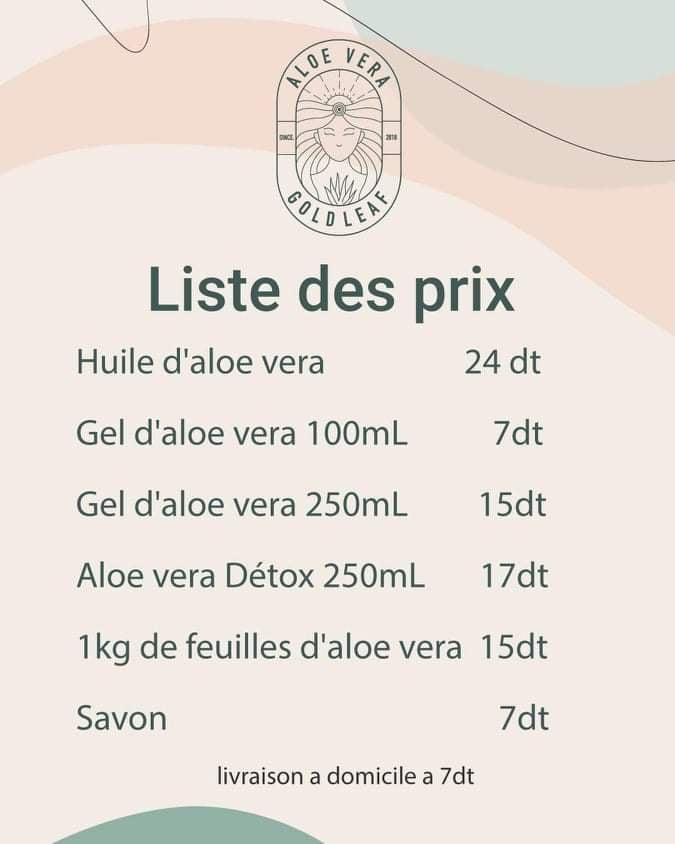 ALOE VERA
SINCE. 2018
GOLD LEAF
Liste des prix
Huile d'aloe vera 24 dt
Gel d'aloe vera 100mL 7dt
Gel d'aloe vera 250mL 15dt
Aloe vera Détox 250mL 17dt
1kg de feuilles d'aloe vera 15dt
Savon 7dt
livraison a domicile a 7dt